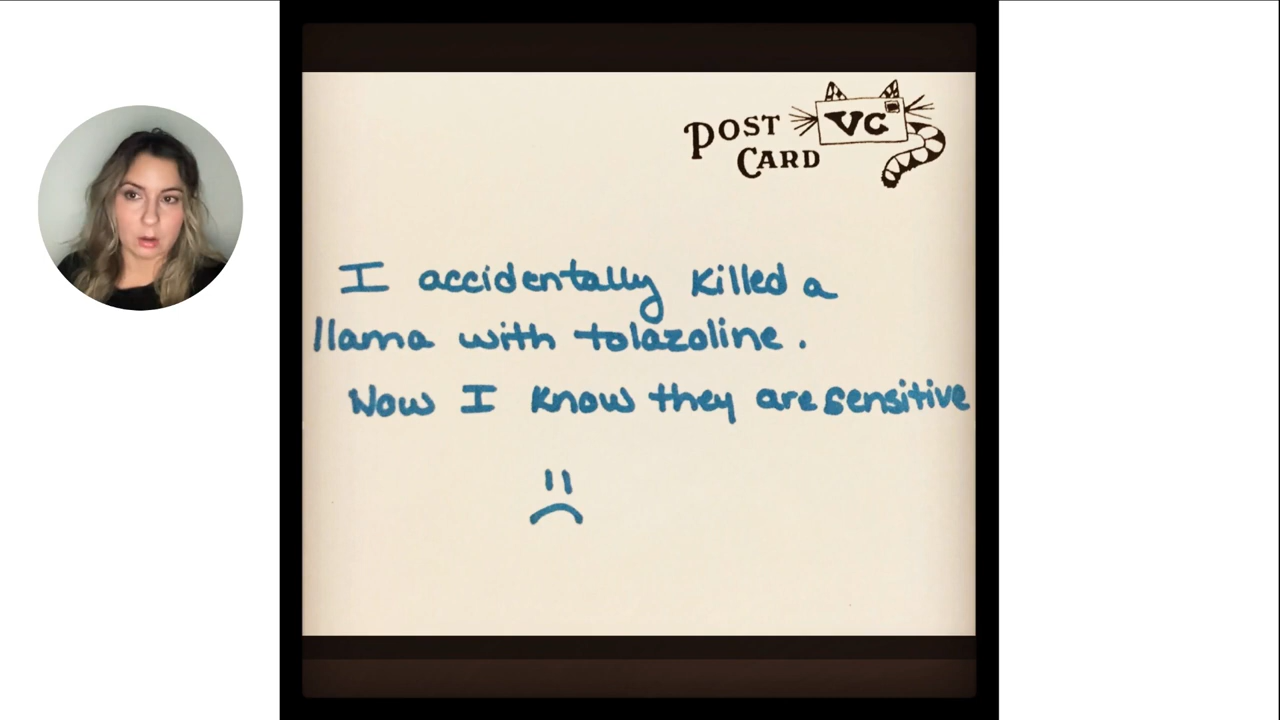 POST
CARD
VC
I accidentally killed a
llama with tolazoline.
Now I know they are sensitive